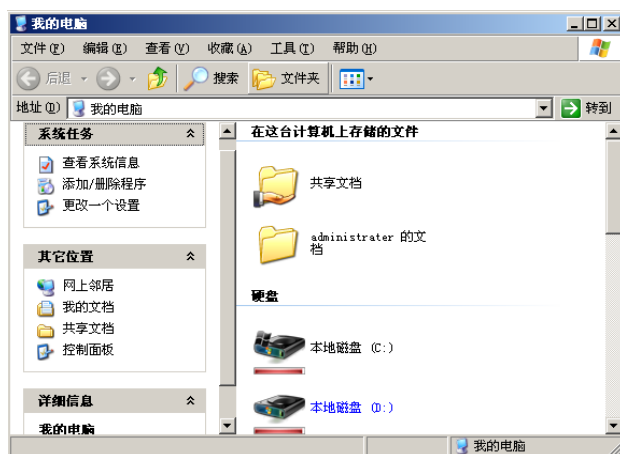 我的电脑
文件(F) 编辑(E) 查看(V) 收藏(A) 工具(T) 帮助(H)
后退 搜索 文件夹
地址(D) 我的电脑 转到
系统任务
查看系统信息
添加/删除程序
更改一个设置
其它位置
网上邻居
我的文档
共享文档
控制面板
详细信息
我的电脑
在这台计算机上存储的文件
共享文档
administrater 的文
档
硬盘
本地磁盘 (C:)
本地磁盘 (D:)
我的电脑